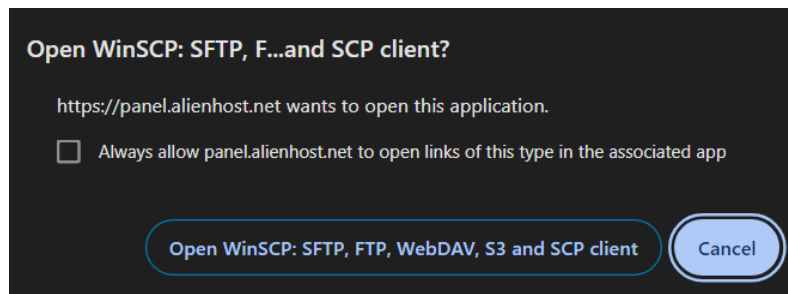 Open WinSCP: SFTP, F...and SCP client?
https://panel.alienhost.net wants to open this application.
Always allow panel.alienhost.net to open links of this type in the associated app
Open WinSCP: SFTP, FTP, WebDAV, S3 and SCP client
Cancel